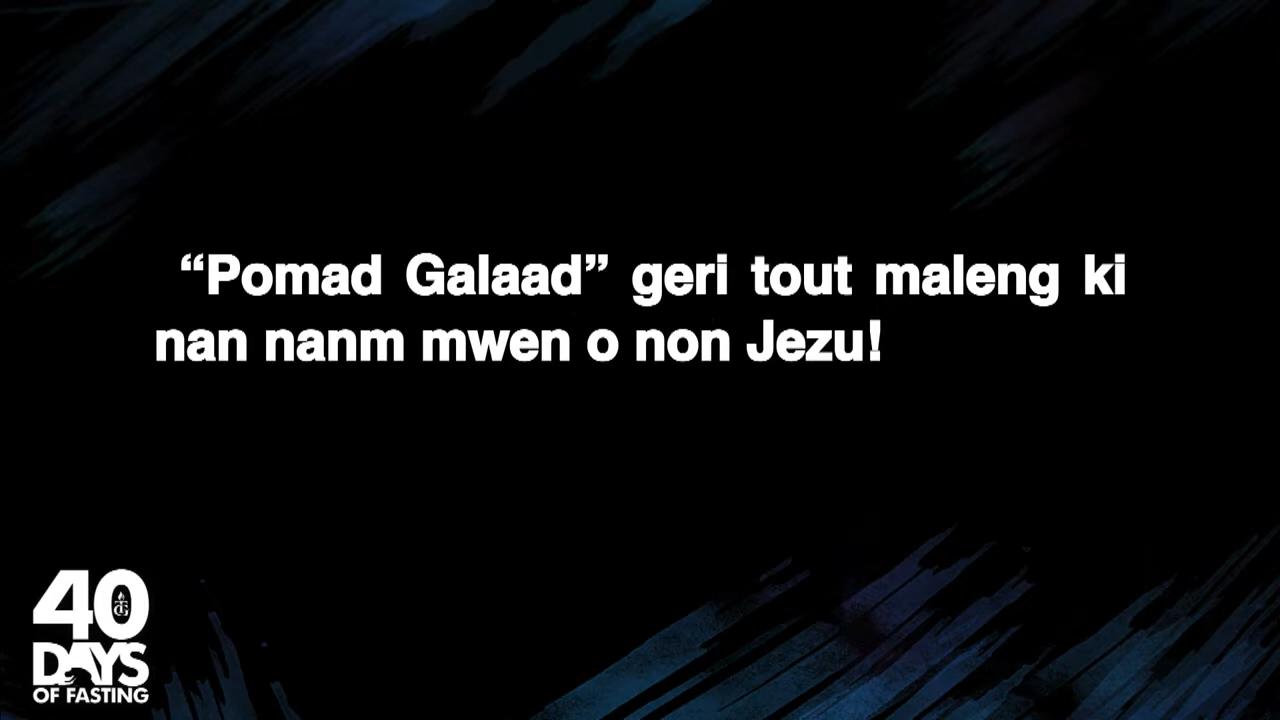 “Pomad Galaad” geri tout maleng ki
nan nanm mwen o non Jezu!
40
DAYS
OF FASTING